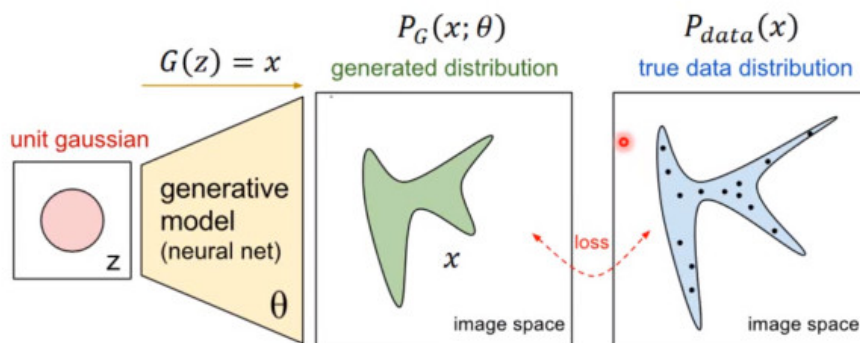 P_G(x; θ)
P_data(x)
G(z) = x
generated distribution
true data distribution
unit gaussian
generative
model
(neural net)
z
θ
x
loss
image space
image space